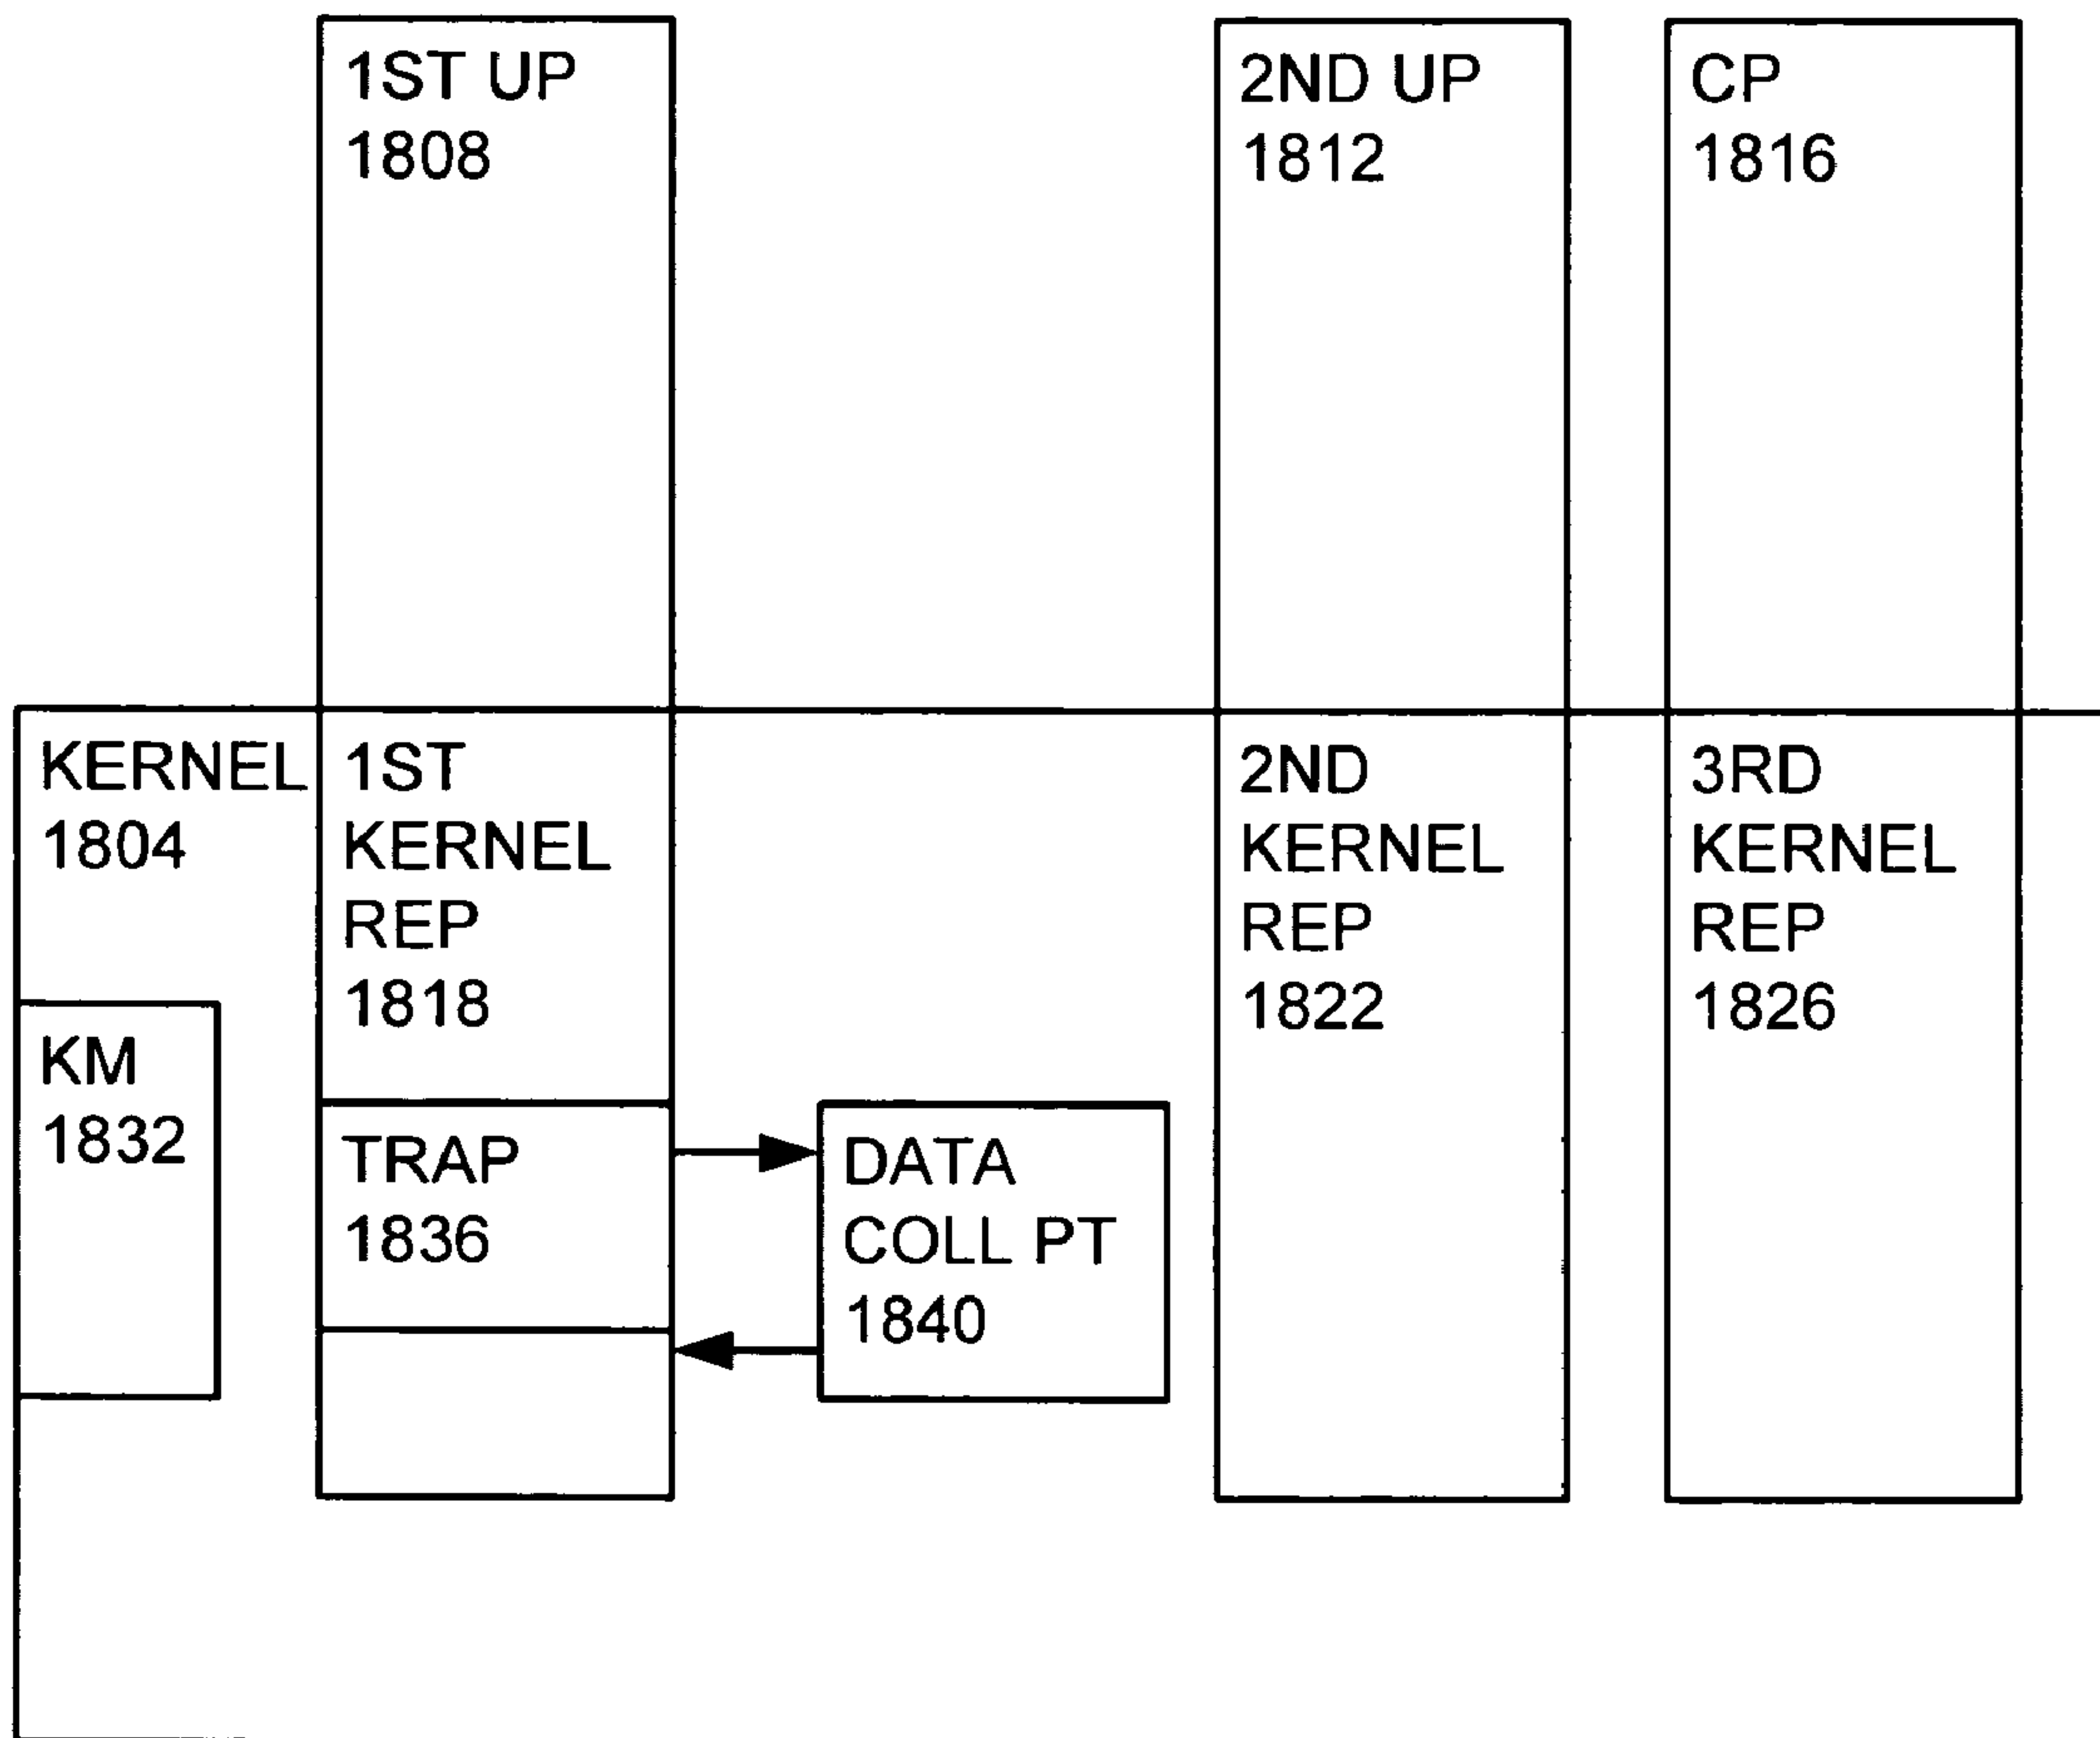 1ST UP
1808
2ND UP
1812
CP
1816
KERNEL
1804
1ST
KERNEL
REP
1818
2ND
KERNEL
REP
1822
3RD
KERNEL
REP
1826
KM
1832
TRAP
1836
DATA
COLL PT
1840